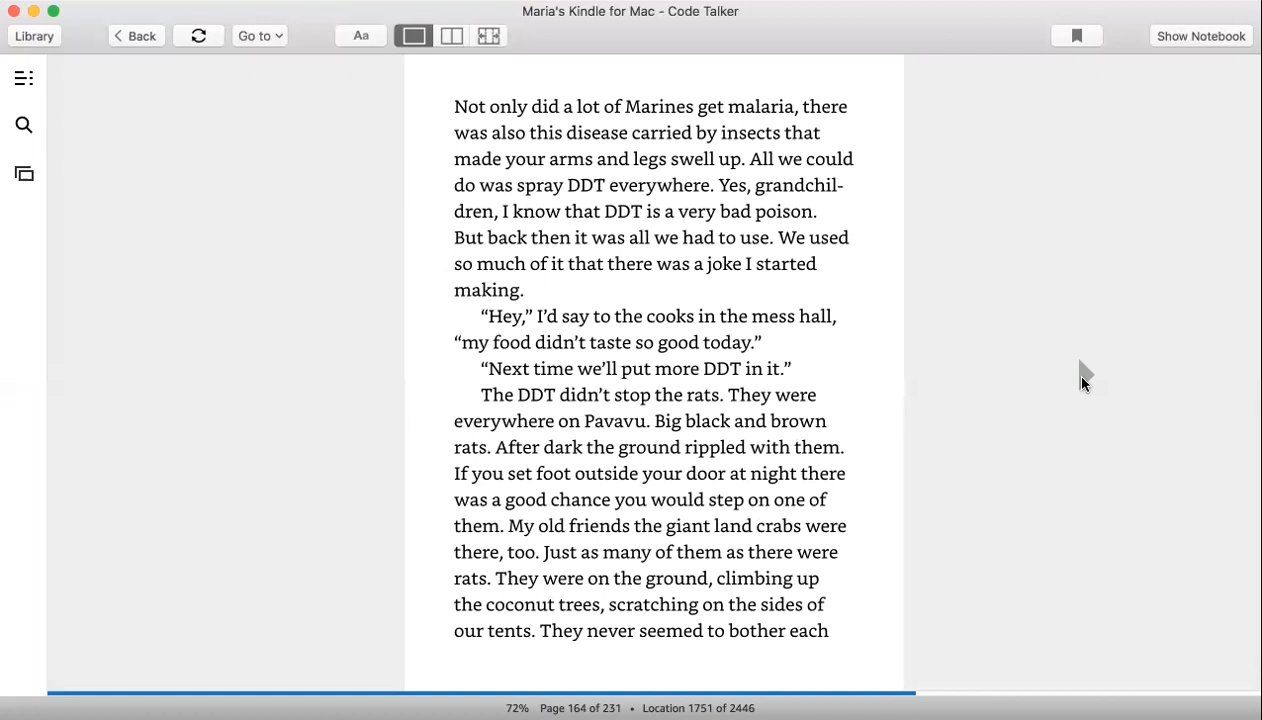 Maria's Kindle for Mac - Code Talker
Library
Back
Go to
Aa
Show Notebook
Not only did a lot of Marines get malaria, there
was also this disease carried by insects that
made your arms and legs swell up. All we could
do was spray DDT everywhere. Yes, grandchil-
dren, I know that DDT is a very bad poison.
But back then it was all we had to use. We used
so much of it that there was a joke I started
making.
“Hey,” I’d say to the cooks in the mess hall,
“my food didn’t taste so good today.”
“Next time we’ll put more DDT in it.”
The DDT didn’t stop the rats. They were
everywhere on Pavavu. Big black and brown
rats. After dark the ground rippled with them.
If you set foot outside your door at night there
was a good chance you would step on one of
them. My old friends the giant land crabs were
there, too. Just as many of them as there were
rats. They were on the ground, climbing up
the coconut trees, scratching on the sides of
our tents. They never seemed to bother each
72% Page 164 of 231 • Location 1751 of 2446